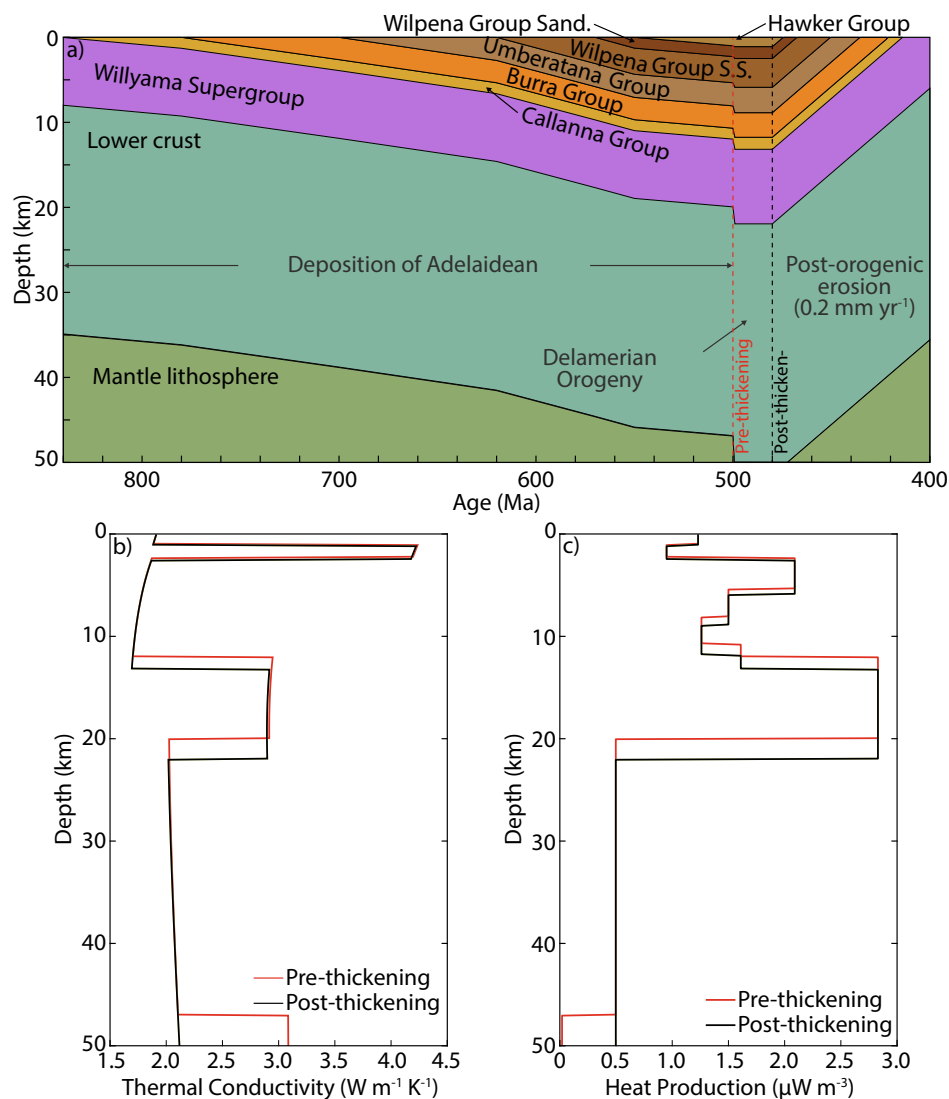 Wilpena Group Sand.
Hawker Group
a)
Wilpena Group S.S.
Umberatana Group
Burra Group
Callanna Group
Willyama Supergroup
Lower crust
Deposition of Adelaidean
Post-orogenic
erosion
(0.2 mm yr⁻¹)
Delamerian
Orogeny
Mantle lithosphere
Pre-thickening
Post-thicken-
0
10
20
30
40
50
Depth (km)
800
700
600
500
400
Age (Ma)
b)
0
10
20
30
40
50
Depth (km)
Pre-thickening
Post-thickening
1.5
2.0
2.5
3.0
3.5
4.0
4.5
Thermal Conductivity (W m⁻¹ K⁻¹)
c)
0
10
20
30
40
50
Depth (km)
Pre-thickening
Post-thickening
0
0.5
1.0
1.5
2.0
2.5
3.0
Heat Production (μW m⁻³)